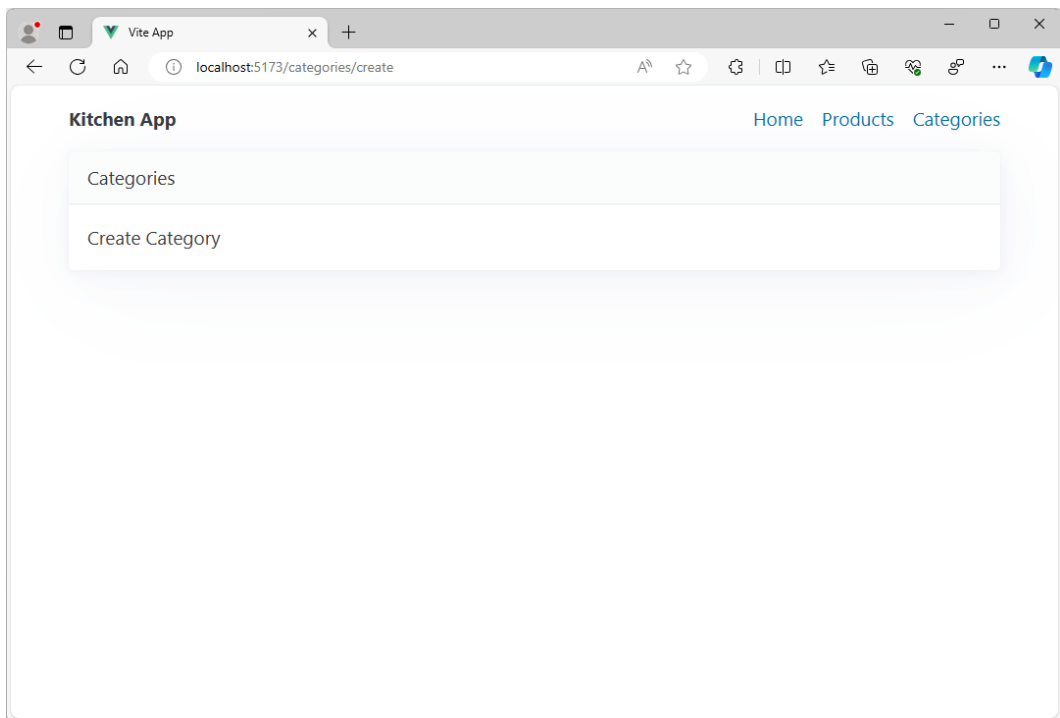 Vite App
localhost:5173/categories/create
Kitchen App
Home Products Categories
Categories
Create Category